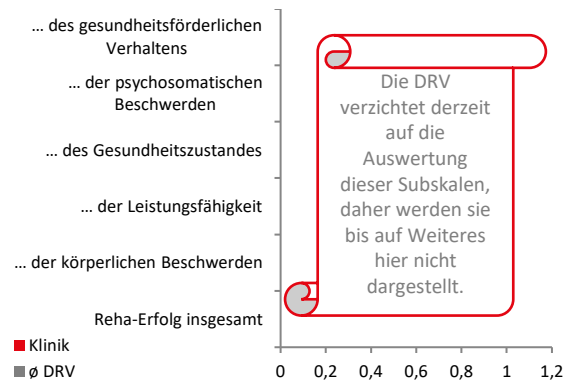 ... des gesundheitsförderlichen
Verhaltens
... der psychosomatischen
Beschwerden
... des Gesundheitszustandes
... der Leistungsfähigkeit
... der körperlichen Beschwerden
Reha-Erfolg insgesamt
Die DRV
verzichtet derzeit
auf die
Auswertung
dieser Subskalen,
daher werden sie
bis auf Weiteres
hier nicht
dargestellt.
Klinik
ø DRV
0 0,2 0,4 0,6 0,8 1 1,2